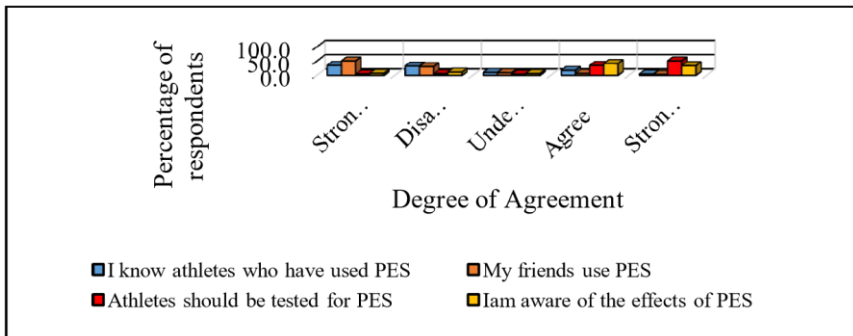 100.0
50.0
0.0
Percentage of
respondents
Stron..
Disa..
Unde..
Agree
Stron..
Degree of Agreement
I know athletes who have used PES
My friends use PES
Athletes should be tested for PES
Iam aware of the effects of PES